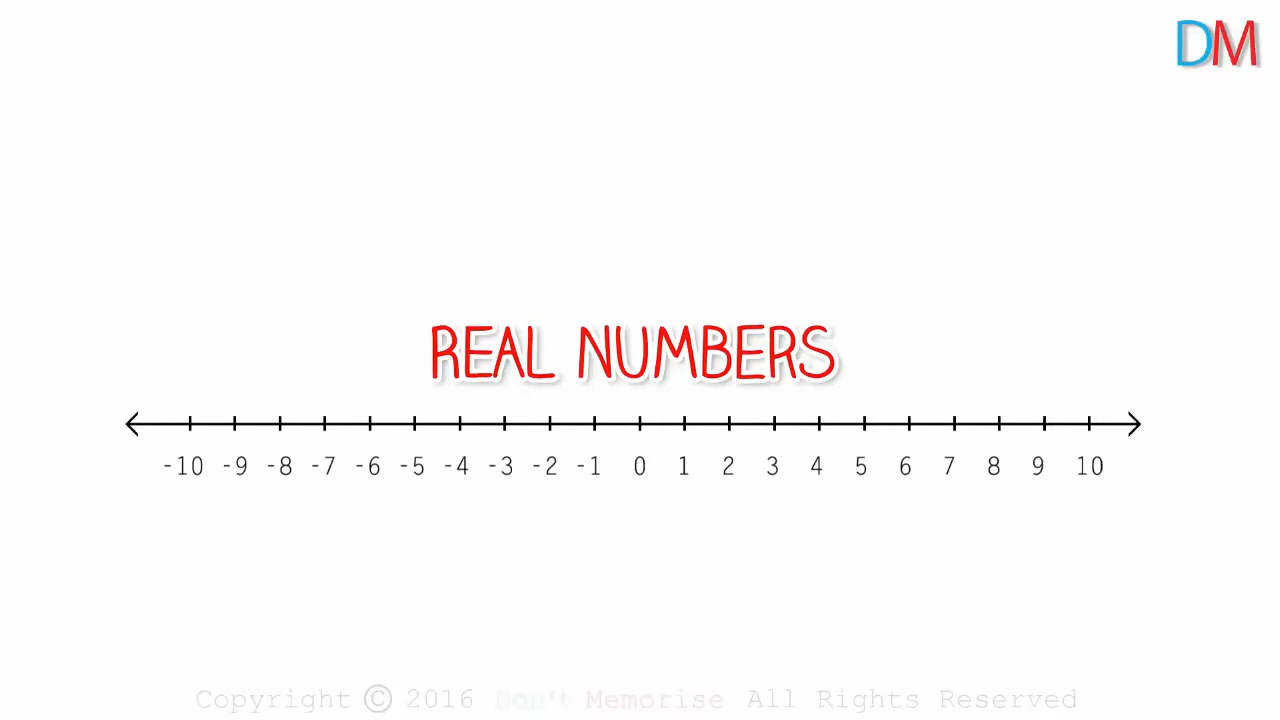 DM
REAL NUMBERS
-10 -9 -8 -7 -6 -5 -4 -3 -2 -1 0 1 2 3 4 5 6 7 8 9 10
Copyright © 2016 Don't Memorise All Rights Reserved